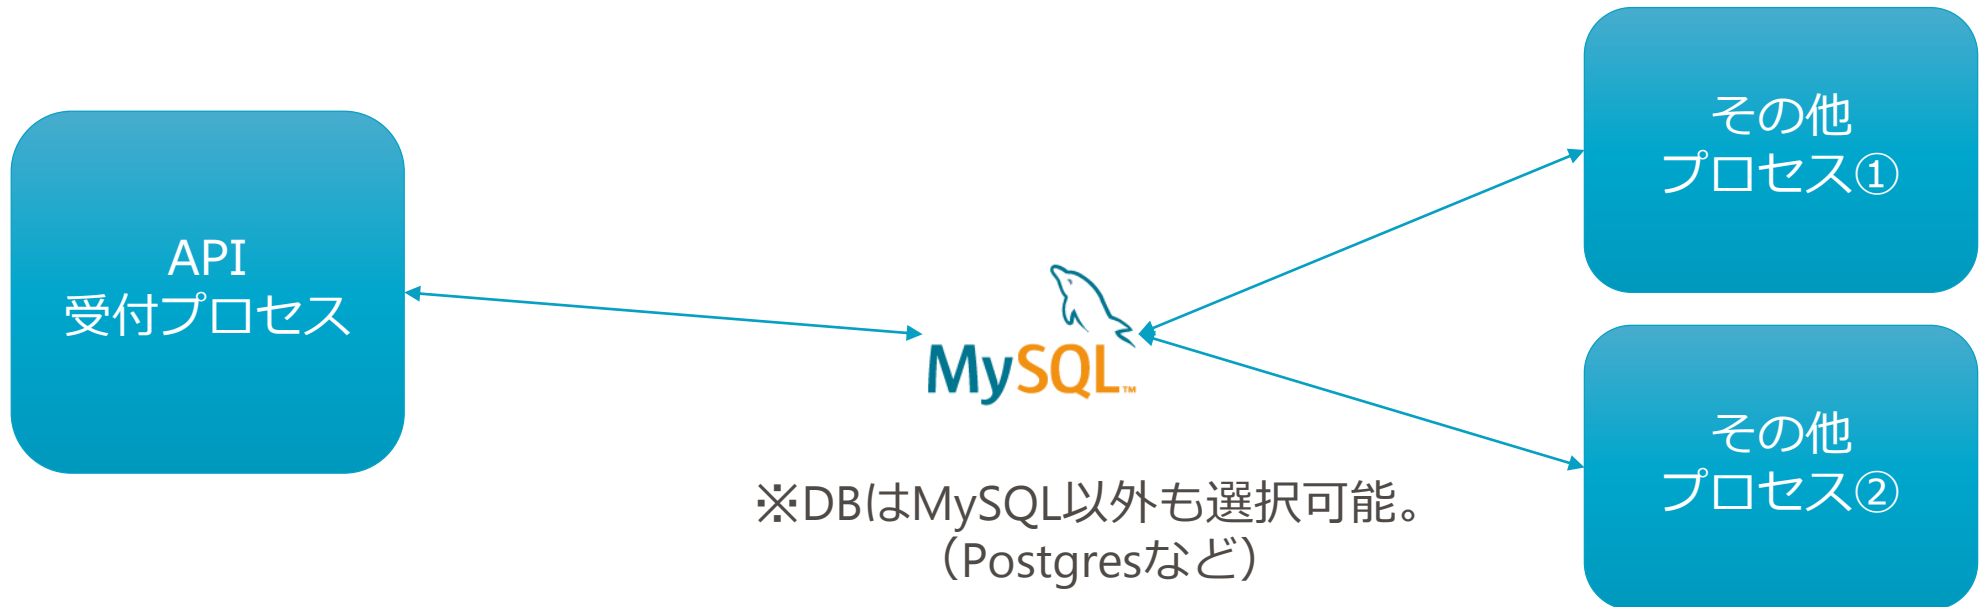 API
受付プロセス
MySQL™
※DBはMySQL以外も選択可能。
（Postgresなど）
その他
プロセス①
その他
プロセス②